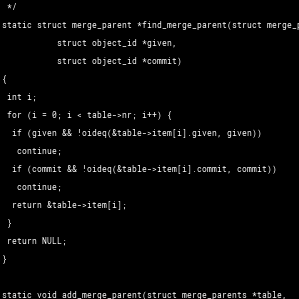 */
static struct merge_parent *find_merge_parent(struct merge_p
struct object_id *given,
struct object_id *commit)
{
int i;
for (i = 0; i < table->nr; i++) {
if (given && !oideq(&table->item[i].given, given))
continue;
if (commit && !oideq(&table->item[i].commit, commit))
continue;
return &table->item[i];
}
return NULL;
}
static void add_merge_parent(struct merge_parents *table,